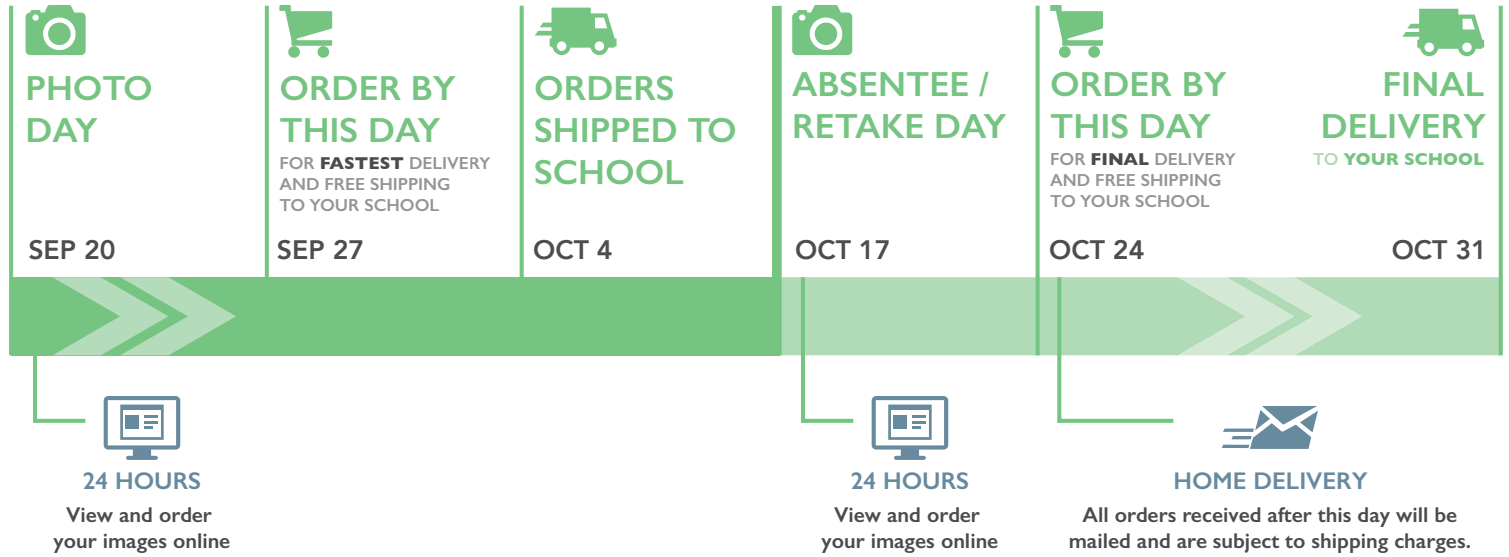 PHOTO
DAY
SEP 20
ORDER BY
THIS DAY
FOR FASTEST DELIVERY
AND FREE SHIPPING
TO YOUR SCHOOL
SEP 27
ORDERS
SHIPPED TO
SCHOOL
OCT 4
ABSENTEE /
RETAKE DAY
OCT 17
ORDER BY
THIS DAY
FOR FINAL DELIVERY
AND FREE SHIPPING
TO YOUR SCHOOL
OCT 24
FINAL
DELIVERY
TO YOUR SCHOOL
OCT 31
24 HOURS
View and order
your images online
24 HOURS
View and order
your images online
HOME DELIVERY
All orders received after this day will be
mailed and are subject to shipping charges.